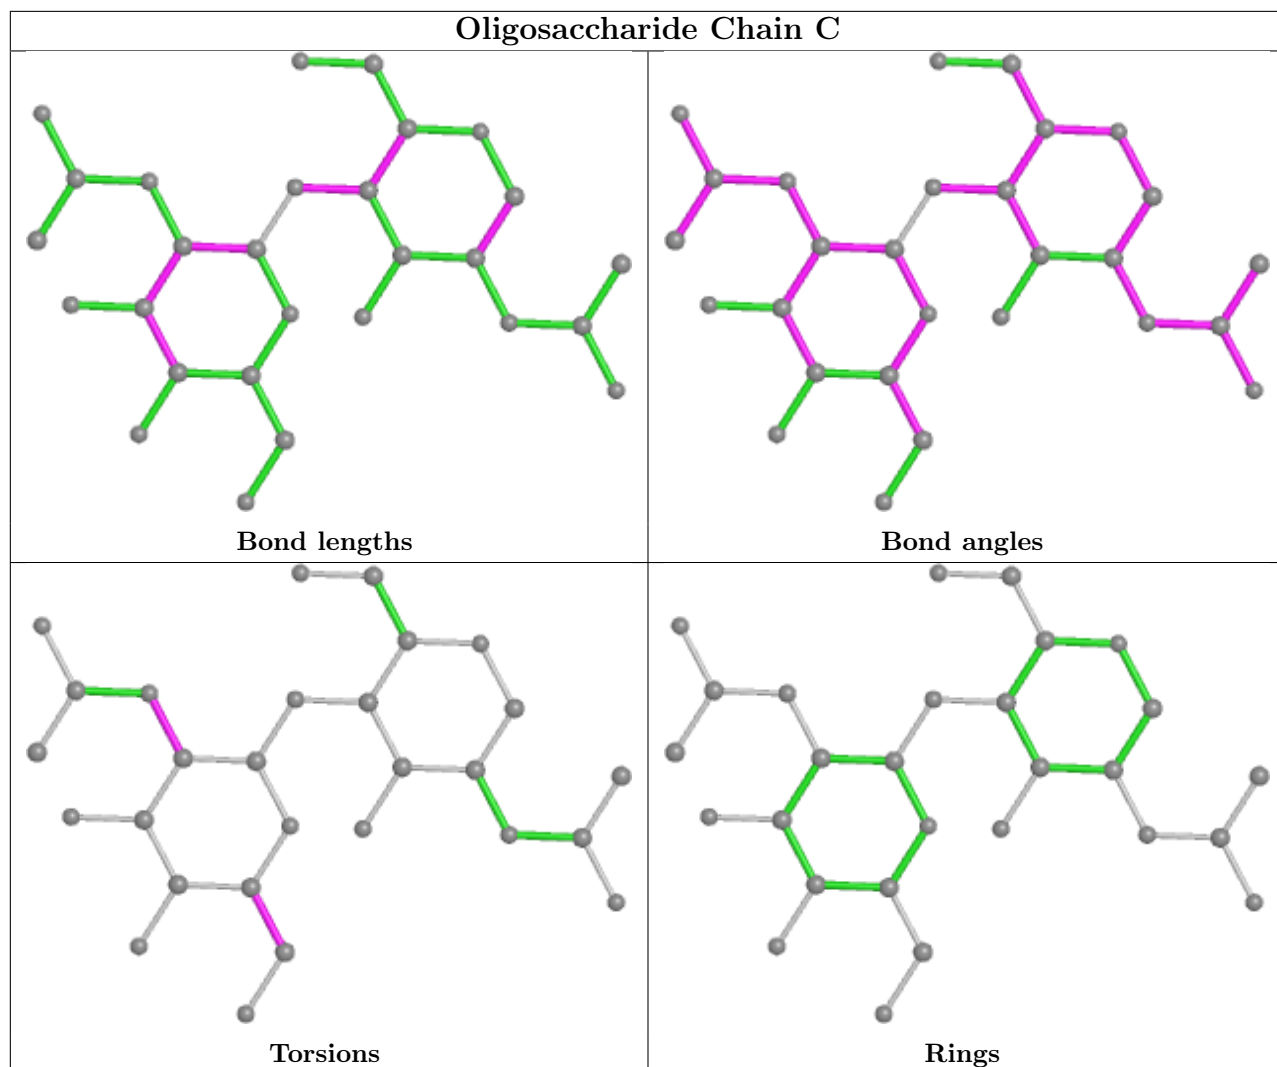 Oligosaccharide Chain C
Bond lengths
Bond angles
Torsions
Rings